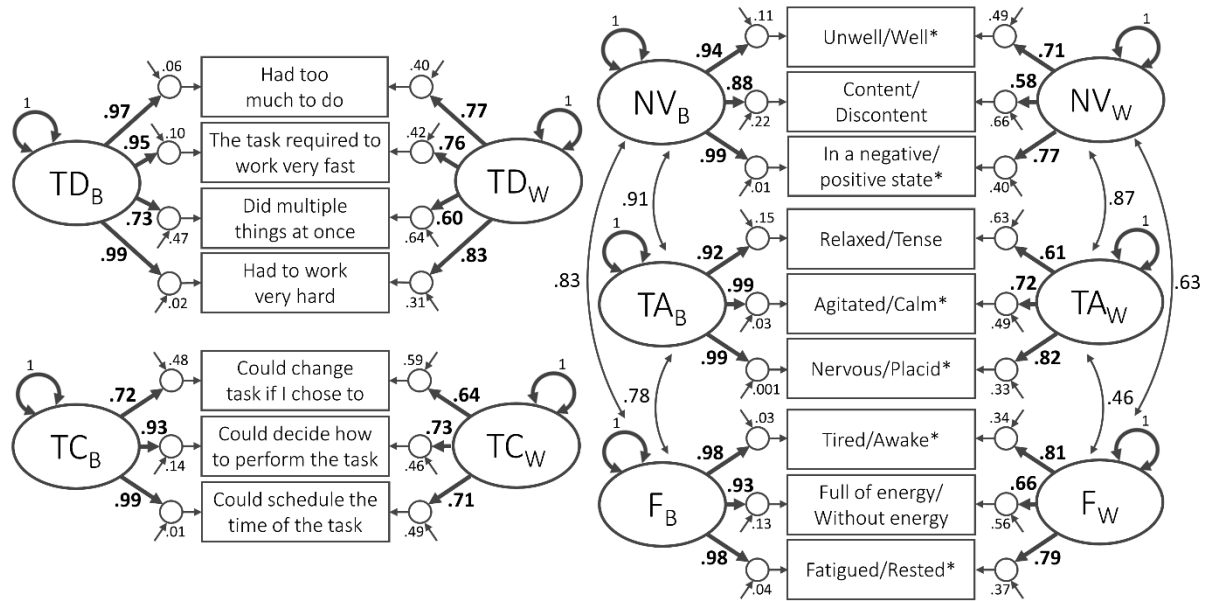 1
TD_B
.97
.95
.73
.99
.06
.10
.47
.02
Had too
much to do
The task required to
work very fast
Did multiple
things at once
Had to work
very hard
.40
.42
.64
.31
.77
.76
.60
.83
TD_W
1
1
TC_B
.72
.93
.99
.48
.14
.01
Could change
task if I chose to
Could decide how
to perform the task
Could schedule the
time of the task
.59
.46
.49
.64
.73
.71
TC_W
1
1
NV_B
.94
.88
.99
.11
.22
.01
Unwell/Well*
Content/
Discontent
In a negative/
positive state*
.49
.66
.40
.71
.58
.77
NV_W
1
.91
.83
.87
.63
1
TA_B
.92
.99
.99
.15
.03
.001
Relaxed/Tense
Agitated/Calm*
Nervous/Placid*
.63
.49
.33
.61
.72
.82
TA_W
1
.78
.46
1
F_B
.98
.93
.98
.03
.13
.04
Tired/Awake*
Full of energy/
Without energy
Fatigued/Rested*
.34
.56
.37
.81
.66
.79
F_W
1